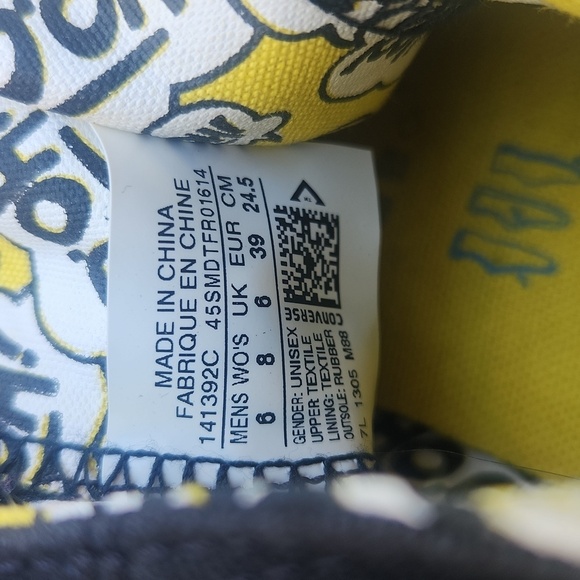 MADE IN CHINA
FABRIQUE EN CHINE
141392C 45SMDTFR01614
MENS WO'S UK EUR CM
6 8 6 39 24.5
CONVERSE
GENDER: UNISEX
UPPER: TEXTILE
LINING: TEXTILE
OUTSOLE: RUBBER
7L 1305 M88